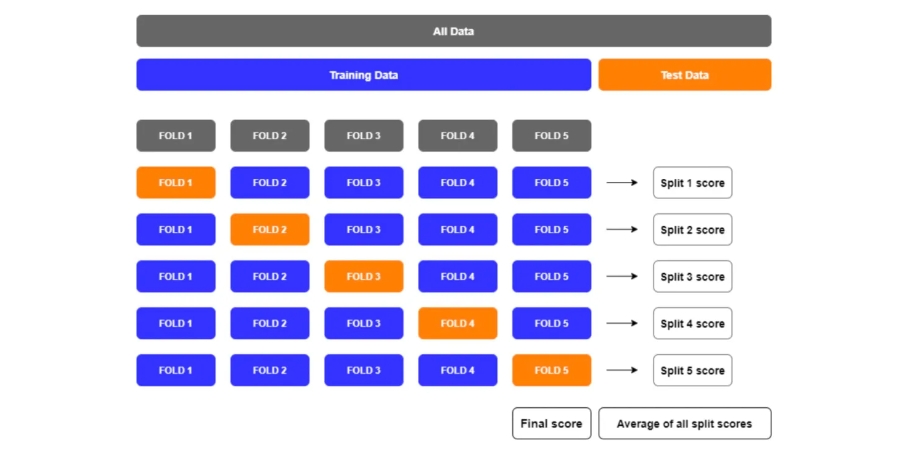 All Data
Training Data Test Data
FOLD 1 FOLD 2 FOLD 3 FOLD 4 FOLD 5
FOLD 1 FOLD 2 FOLD 3 FOLD 4 FOLD 5 Split 1 score
FOLD 1 FOLD 2 FOLD 3 FOLD 4 FOLD 5 Split 2 score
FOLD 1 FOLD 2 FOLD 3 FOLD 4 FOLD 5 Split 3 score
FOLD 1 FOLD 2 FOLD 3 FOLD 4 FOLD 5 Split 4 score
FOLD 1 FOLD 2 FOLD 3 FOLD 4 FOLD 5 Split 5 score
Final score Average of all split scores